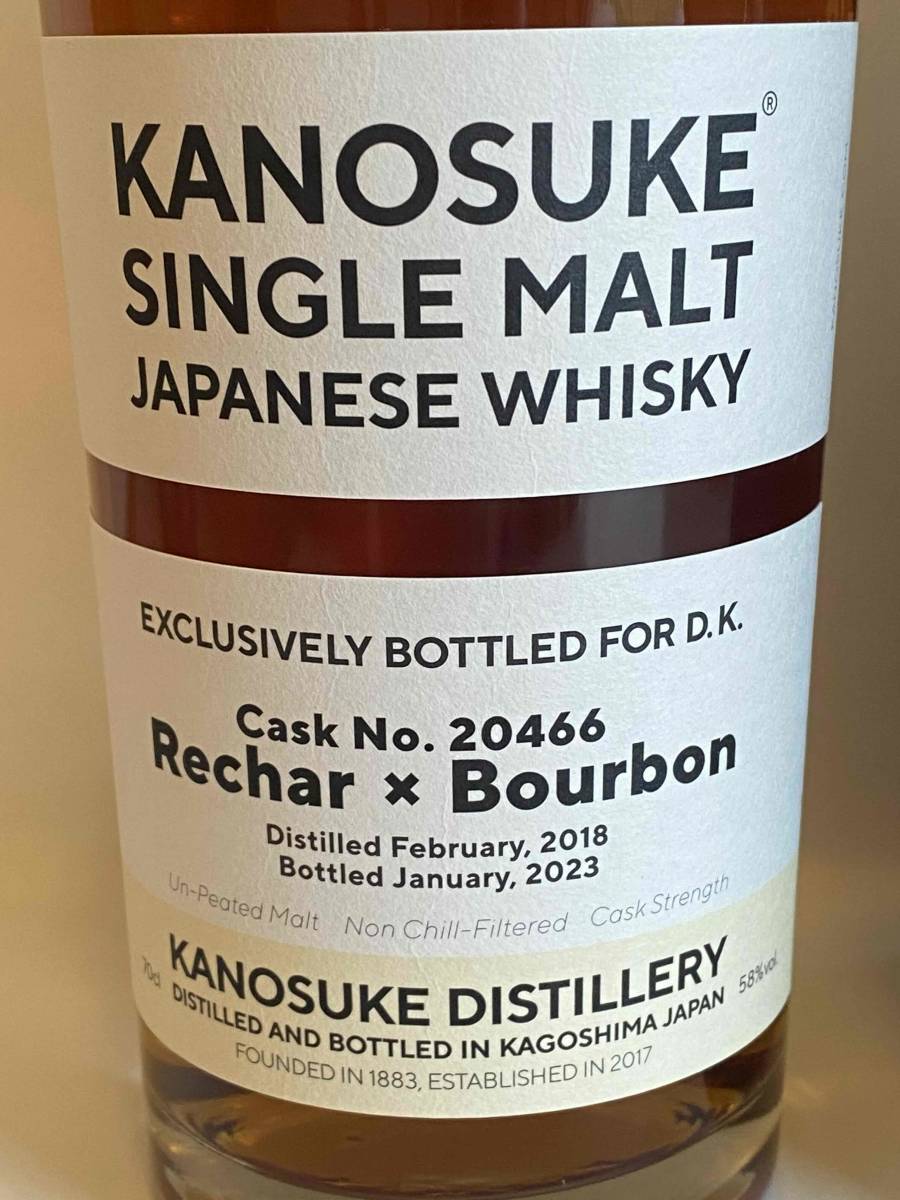 KANOSUKE®
SINGLE MALT
JAPANESE WHISKY
EXCLUSIVELY BOTTLED FOR D.K.
Cask No. 20466
Rechar × Bourbon
Distilled February, 2018
Bottled January, 2023
Un-Peated Malt Non Chill-Filtered Cask Strength
70cl KANOSUKE DISTILLERY 58%vol.
DISTILLED AND BOTTLED IN KAGOSHIMA JAPAN
FOUNDED IN 1883, ESTABLISHED IN 2017